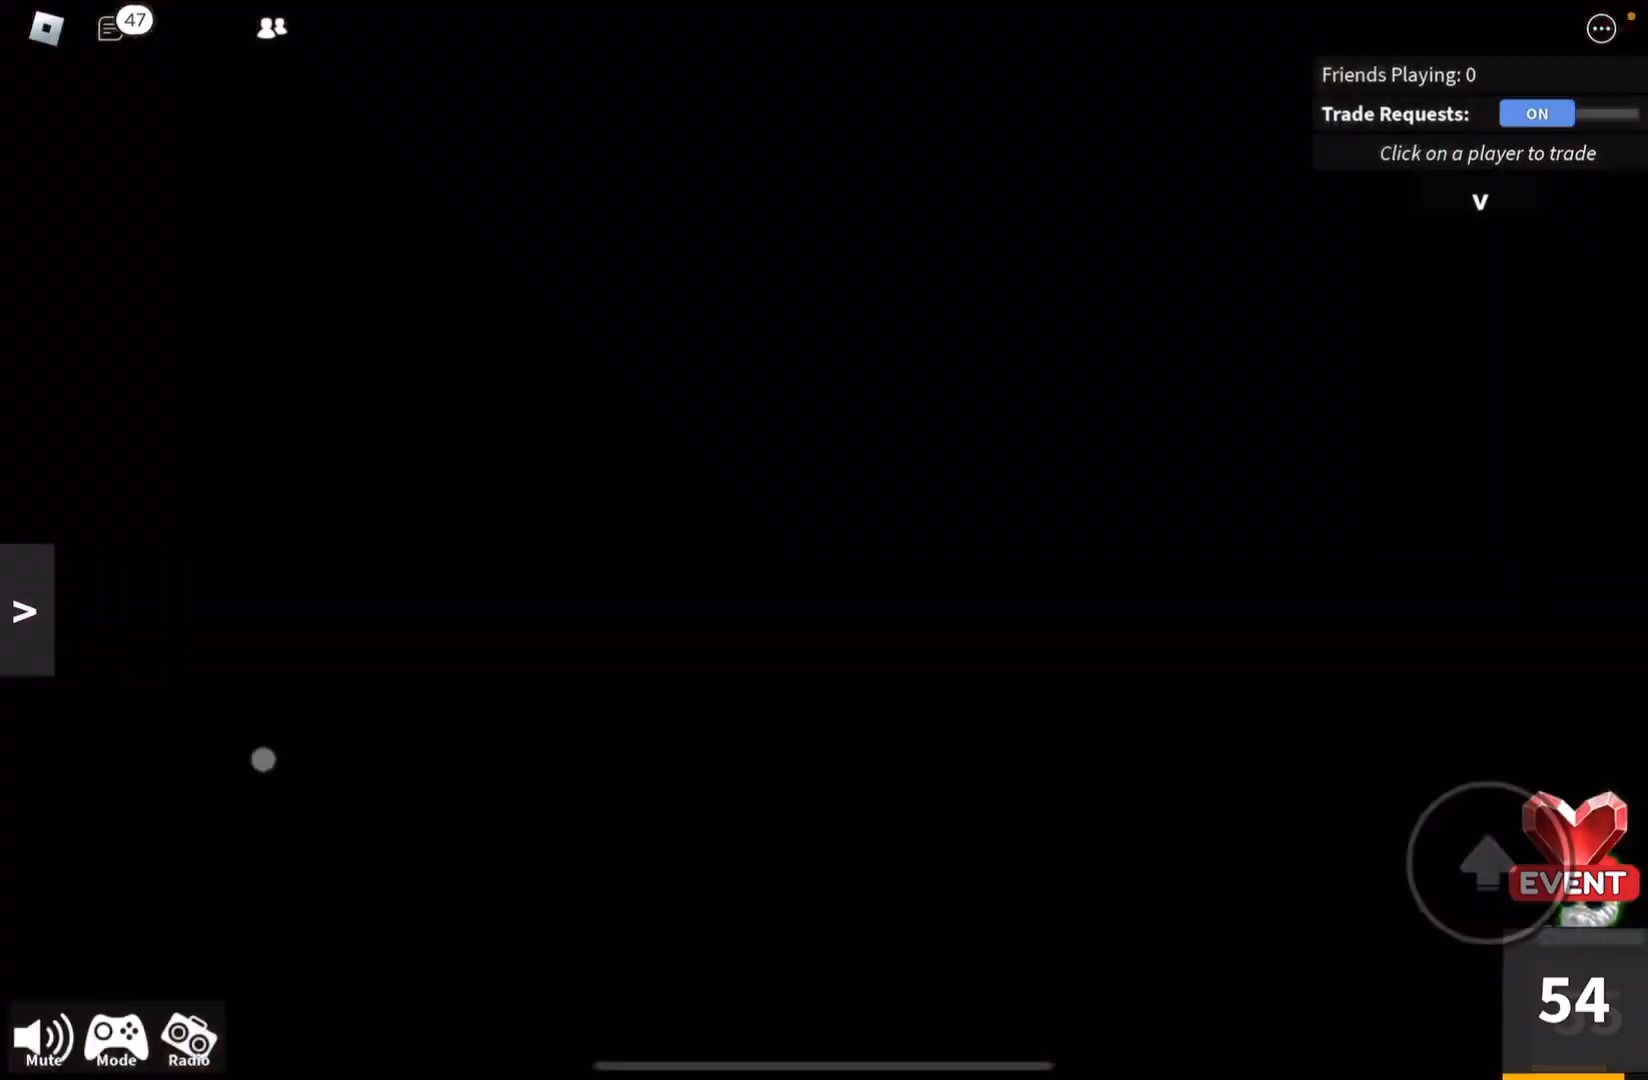 47
Friends Playing: 0
Trade Requests: ON
Click on a player to trade
v
>
EVENT
54
Mute Mode Radio